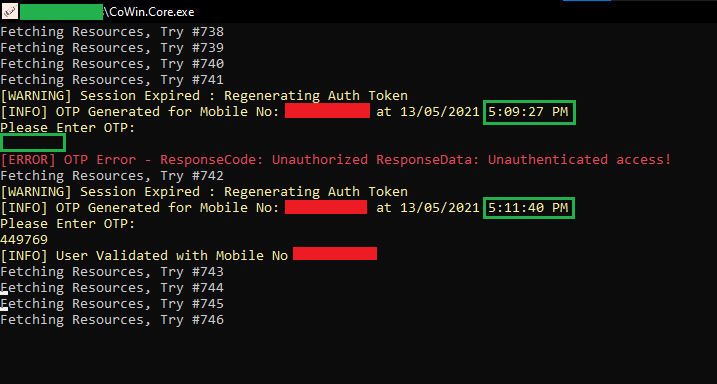 \CoWin.Core.exe
Fetching Resources, Try #738
Fetching Resources, Try #739
Fetching Resources, Try #740
Fetching Resources, Try #741
[WARNING] Session Expired : Regenerating Auth Token
[INFO] OTP Generated for Mobile No: at 13/05/2021 5:09:27 PM
Please Enter OTP:
[ERROR] OTP Error - ResponseCode: Unauthorized ResponseData: Unauthenticated access!
Fetching Resources, Try #742
[WARNING] Session Expired : Regenerating Auth Token
[INFO] OTP Generated for Mobile No: at 13/05/2021 5:11:40 PM
Please Enter OTP:
449769
[INFO] User Validated with Mobile No
Fetching Resources, Try #743
Fetching Resources, Try #744
Fetching Resources, Try #745
Fetching Resources, Try #746